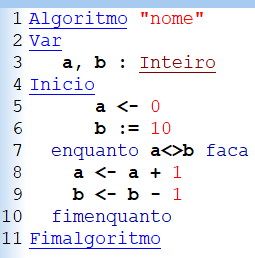 1 Algoritmo "nome"
2 Var
3 a, b : Inteiro
4 Inicio
5 a <- 0
6 b := 10
7 enquanto a<>b faca
8 a <- a + 1
9 b <- b - 1
10 fimenquanto
11 Fimalgoritmo